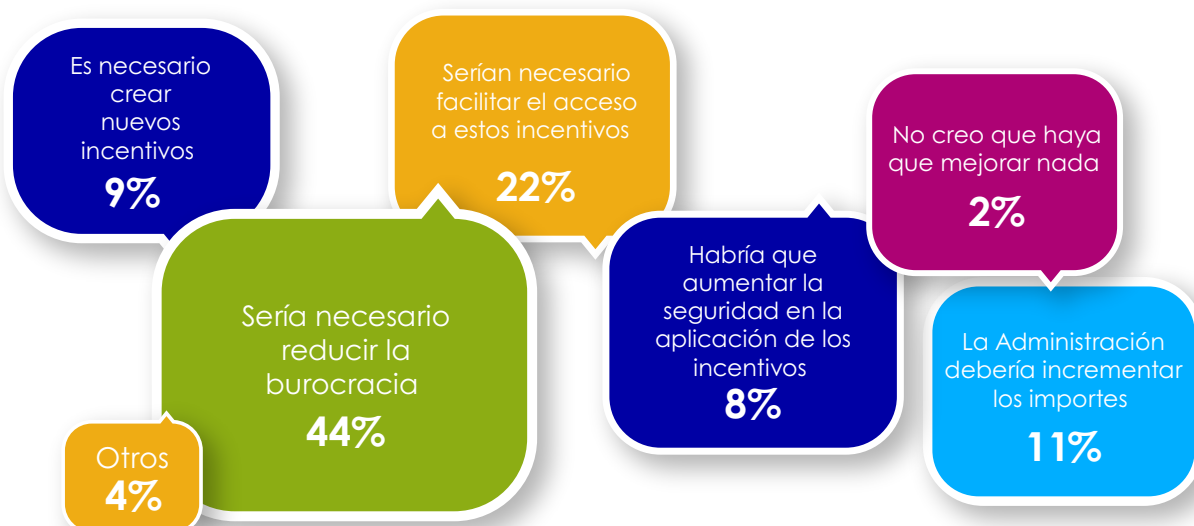 Es necesario
crear
nuevos
incentivos
9%
Serían necesario
facilitar el acceso
a estos incentivos
22%
No creo que haya
que mejorar nada
2%
Sería necesario
reducir la
burocracia
44%
Habría que
aumentar la
seguridad en la
aplicación de los
incentivos
8%
La Administración
debería incrementar
los importes
11%
Otros
4%